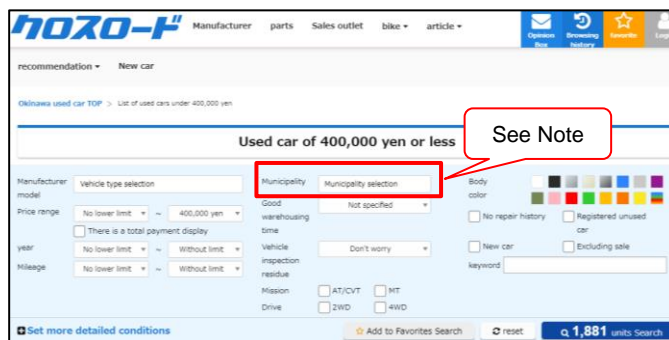 クロスロード
Manufacturer parts Sales outlet bike article
Opinion Box
Browsing history
favorite
recommendation New car
Okinawa used car TOP > List of used cars under 400,000 yen
Used car of 400,000 yen or less
See Note
Manufacturer model
Vehicle type selection
Price range
No lower limit ~ 400,000 yen
There is a total payment display
year
No lower limit ~ Without limit
Mileage
No lower limit ~ Without limit
Municipality
Municipality selection
Good warehousing time
Not specified
Vehicle inspection residue
Don't worry
Mission
AT/CVT MT
Drive
2WD 4WD
Body color
No repair history
Registered unused car
New car
Excluding sale
keyword
Set more detailed conditions
Add to Favorites Search
reset
1,881 units Search